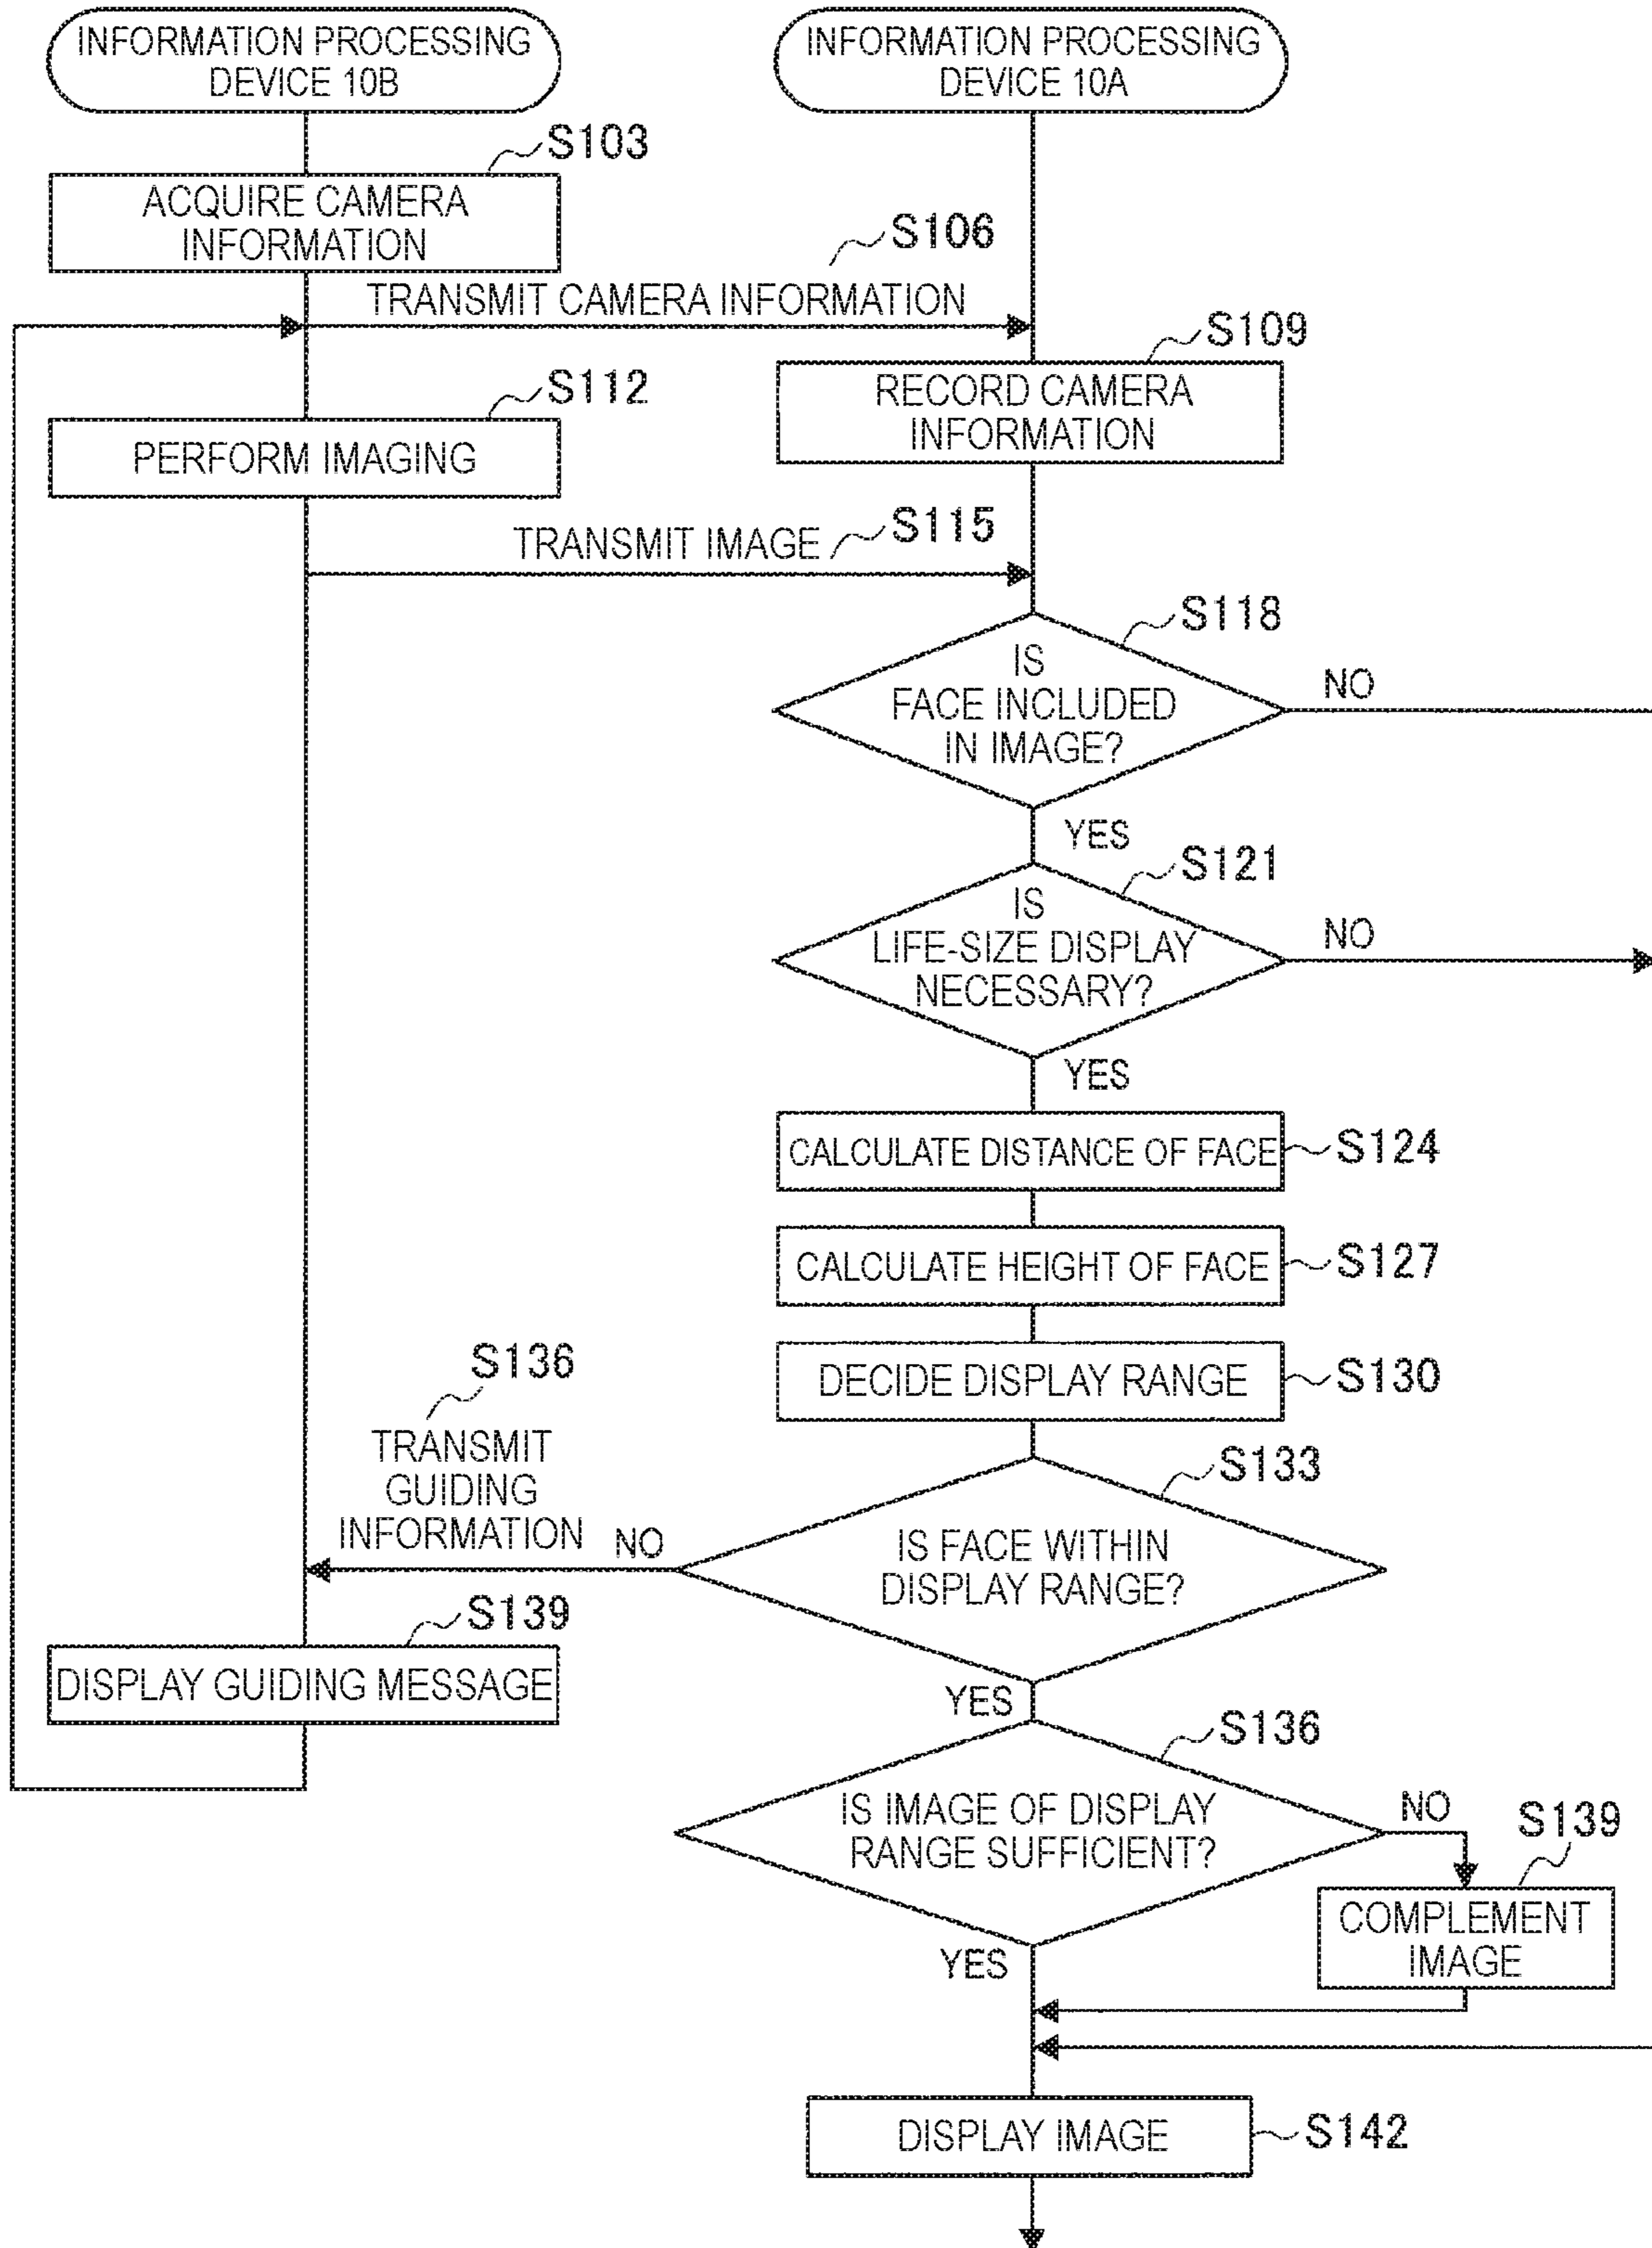 INFORMATION PROCESSING
DEVICE 10B
INFORMATION PROCESSING
DEVICE 10A
S103
ACQUIRE CAMERA
INFORMATION
S106
TRANSMIT CAMERA INFORMATION
S109
RECORD CAMERA
INFORMATION
S112
PERFORM IMAGING
S115
TRANSMIT IMAGE
S118
IS
FACE INCLUDED
IN IMAGE?
NO
YES
S121
IS
LIFE-SIZE DISPLAY
NECESSARY?
NO
YES
CALCULATE DISTANCE OF FACE
S124
CALCULATE HEIGHT OF FACE
S127
DECIDE DISPLAY RANGE
S130
S133
IS FACE WITHIN
DISPLAY RANGE?
NO
S136
TRANSMIT
GUIDING
INFORMATION
S139
DISPLAY GUIDING MESSAGE
YES
S136
IS IMAGE OF DISPLAY
RANGE SUFFICIENT?
NO
S139
COMPLEMENT
IMAGE
YES
DISPLAY IMAGE
S142